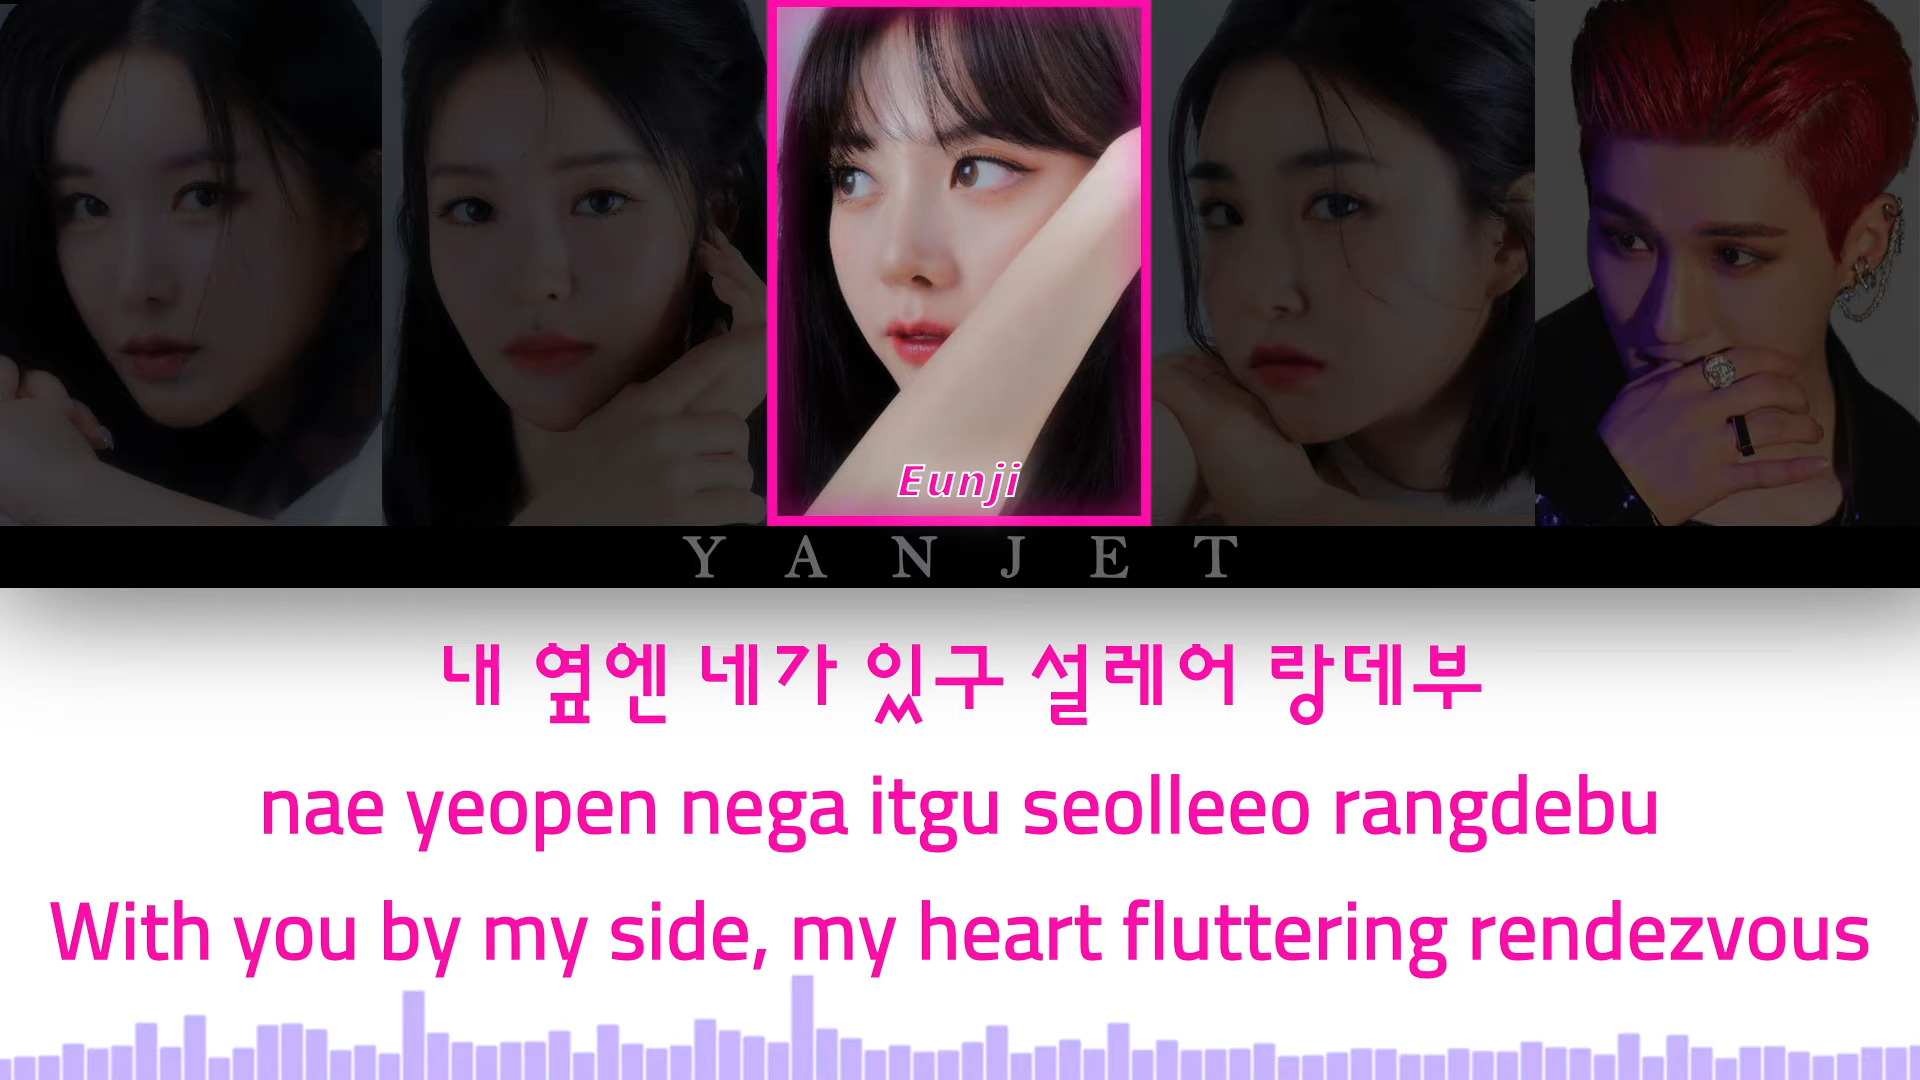 Eunji
YANJET
내 옆엔 네가 있구 설레어 랑데부
nae yeopen nega itgu seolleeo rangdebu
With you by my side, my heart fluttering rendezvous